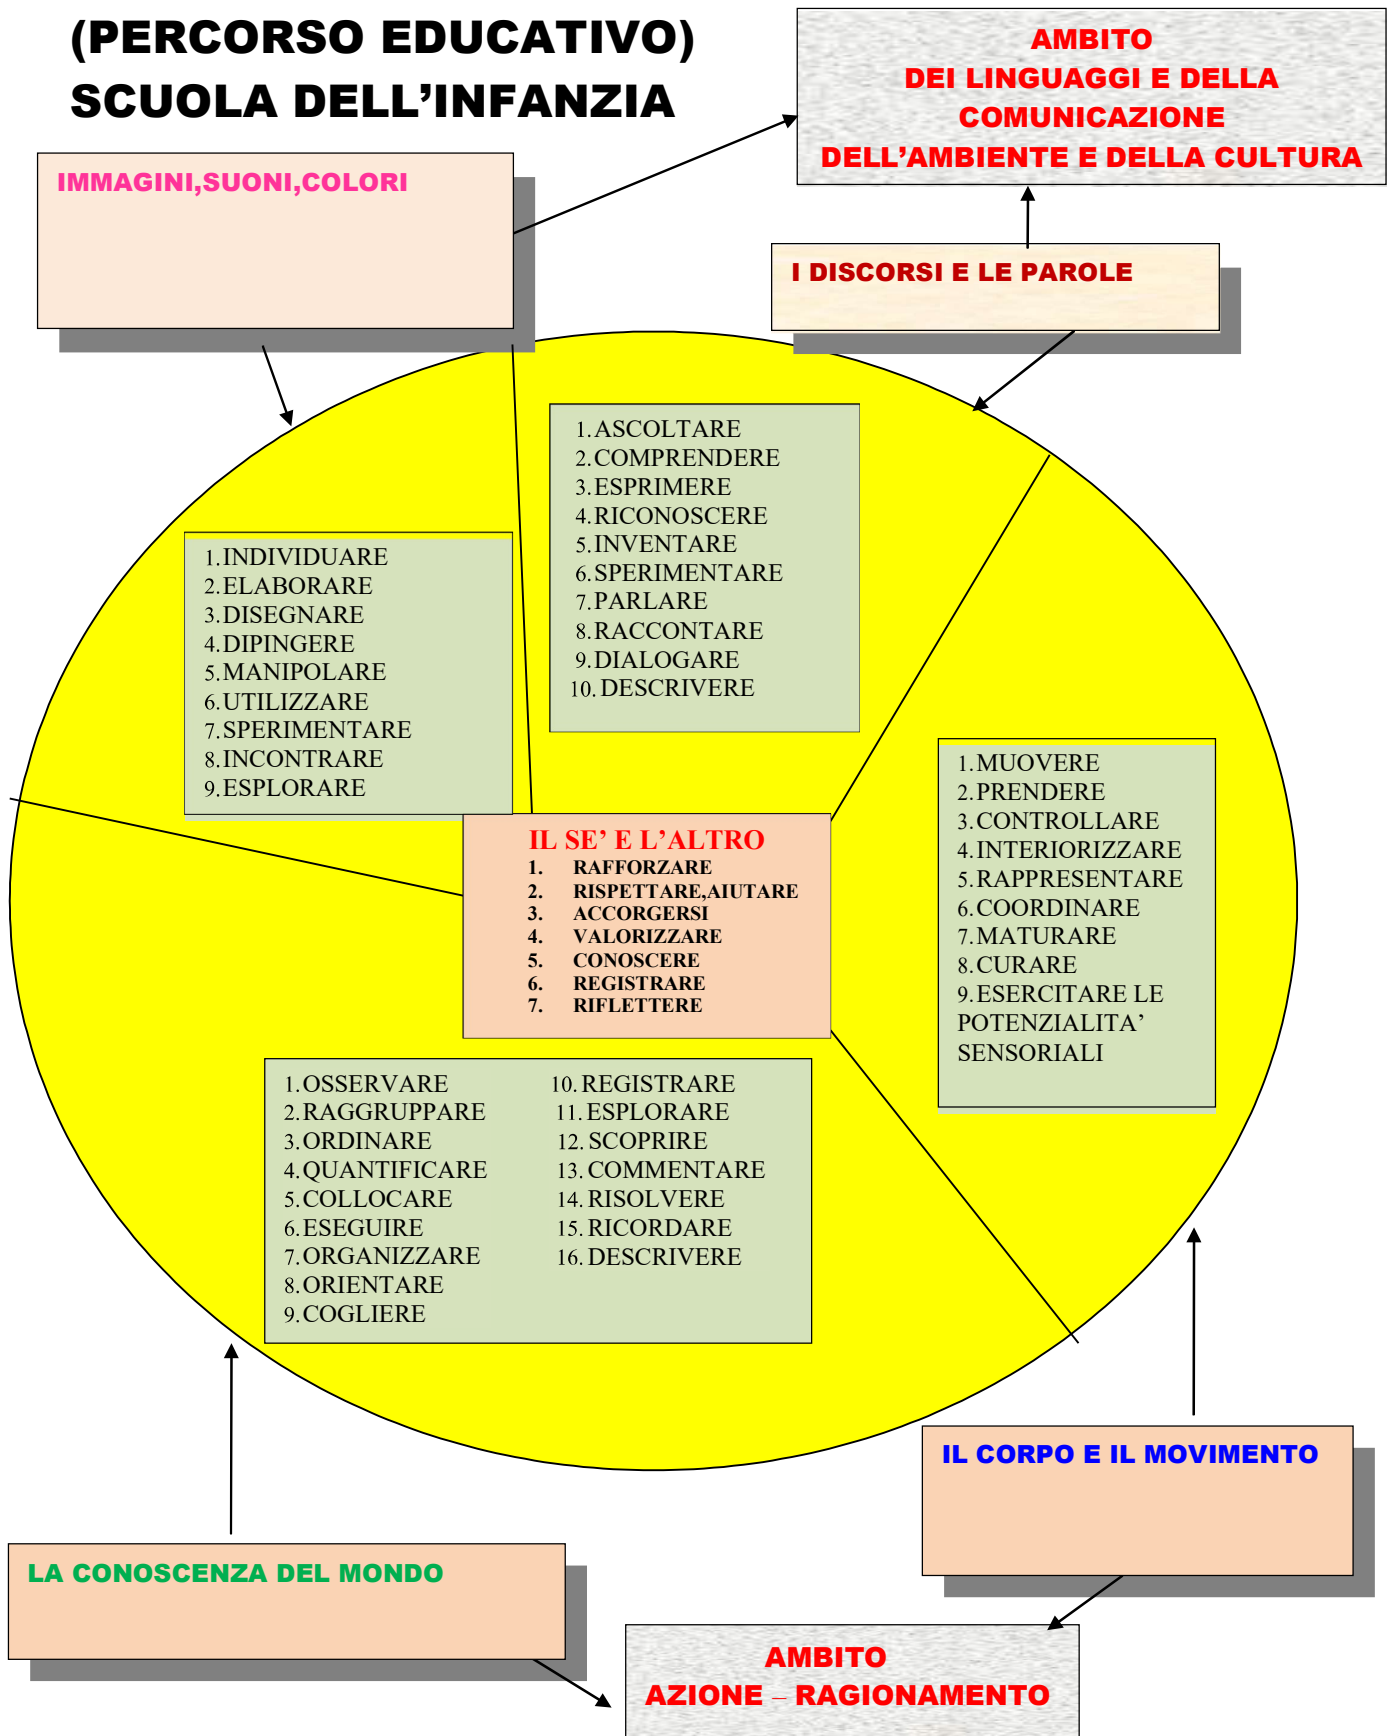 (PERCORSO EDUCATIVO)
SCUOLA DELL’INFANZIA
AMBITO
DEI LINGUAGGI E DELLA
COMUNICAZIONE
DELL’AMBIENTE E DELLA CULTURA
IMMAGINI,SUONI,COLORI
I DISCORSI E LE PAROLE
1. ASCOLTARE
2. COMPRENDERE
3. ESPRIMERE
4. RICONOSCERE
5. INVENTARE
6. SPERIMENTARE
7. PARLARE
8. RACCONTARE
9. DIALOGARE
10. DESCRIVERE
1. INDIVIDUARE
2. ELABORARE
3. DISEGNARE
4. DIPINGERE
5. MANIPOLARE
6. UTILIZZARE
7. SPERIMENTARE
8. INCONTRARE
9. ESPLORARE
1. MUOVERE
2. PRENDERE
3. CONTROLLARE
4. INTERIORIZZARE
5. RAPPRESENTARE
6. COORDINARE
7. MATURARE
8. CURARE
9. ESERCITARE LE
POTENZIALITA’
SENSORIALI
IL SE’ E L’ALTRO
1. RAFFORZARE
2. RISPETTARE,AIUTARE
3. ACCORGERSI
4. VALORIZZARE
5. CONOSCERE
6. REGISTRARE
7. RIFLETTERE
1. OSSERVARE
2. RAGGRUPPARE
3. ORDINARE
4. QUANTIFICARE
5. COLLOCARE
6. ESEGUIRE
7. ORGANIZZARE
8. ORIENTARE
9. COGLIERE
10. REGISTRARE
11. ESPLORARE
12. SCOPRIRE
13. COMMENTARE
14. RISOLVERE
15. RICORDARE
16. DESCRIVERE
IL CORPO E IL MOVIMENTO
LA CONOSCENZA DEL MONDO
AMBITO
AZIONE – RAGIONAMENTO